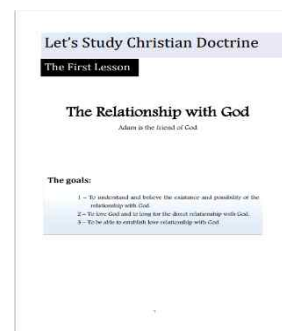 Let's Study Christian Doctrine
The First Lesson
The Relationship with God
Adam is the friend of God
The goals:
1 – To understand and believe the existence and possibility of the
relationship with God.
2 – To love God and to long for the direct relationship with God.
3 – To be able to establish love relationship with God